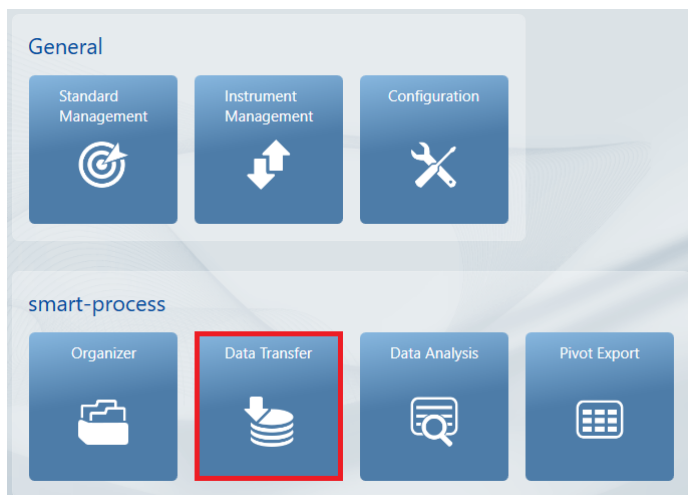 General
Standard
Management
Instrument
Management
Configuration
smart-process
Organizer
Data Transfer
Data Analysis
Pivot Export